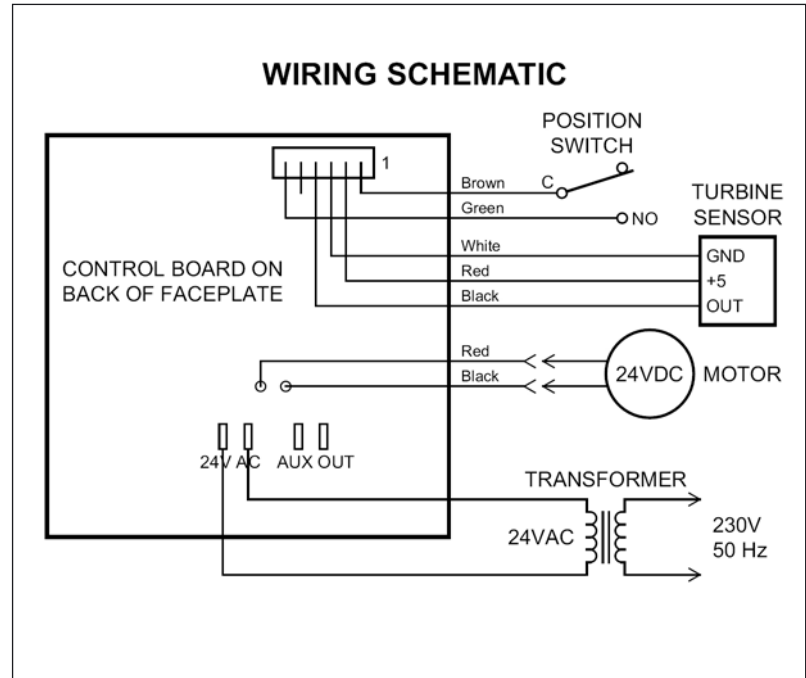 WIRING SCHEMATIC
POSITION
SWITCH
1
Brown
C
Green
NO
TURBINE
SENSOR
White
GND
Red
+5
Black
OUT
CONTROL BOARD ON
BACK OF FACEPLATE
Red
Black
24VDC
MOTOR
24V AC
AUX OUT
TRANSFORMER
24VAC
230V
50 Hz